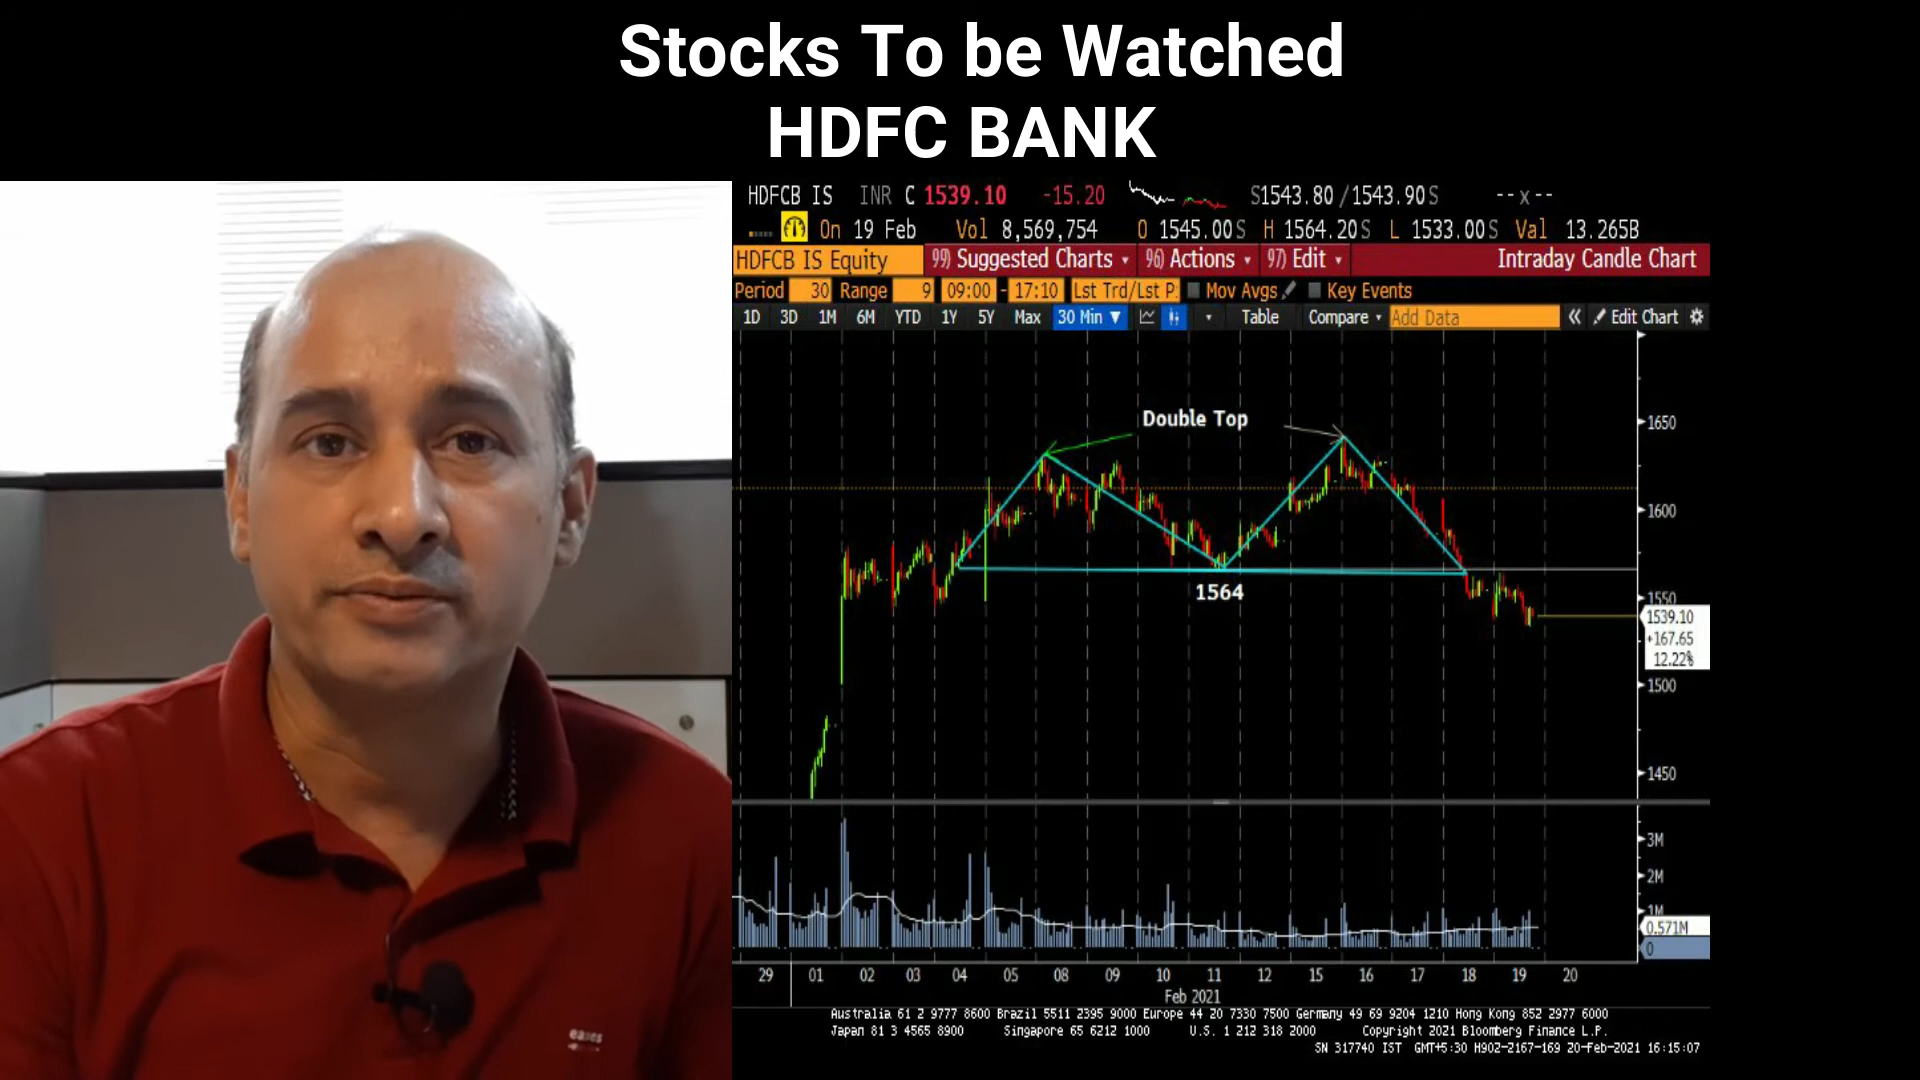 Stocks To be Watched
HDFC BANK
HDFCB IS INR C 1539.10 -15.20 S1543.80/1543.90S --x--
On 19 Feb Vol 8,569,754 O 1545.00S H 1564.20S L 1533.00S Val 13.265B
HDFCB IS Equity 99) Suggested Charts 96) Actions 97) Edit Intraday Candle Chart
Period 30 Range 9 09:00 - 17:10 Lst Trd/Lst P: Mov Avgs Key Events
1D 3D 1M 6M YTD 1Y 5Y Max 30 Min ▼ Table Compare Add Data « Edit Chart
Double Top
1650
1600
1564
1550
1539.10
+167.65
12.22%
1500
1450
3M
2M
1M
0.571M
0
29 01 02 03 04 05 08 09 10 11 12 15 16 17 18 19 20
Feb 2021
Australia 61 2 9777 8600 Brazil 5511 2395 9000 Europe 44 20 7330 7500 Germany 49 69 9204 1210 Hong Kong 852 2977 6000
Japan 81 3 4565 8900 Singapore 65 6212 1000 U.S. 1 212 318 2000 Copyright 2021 Bloomberg Finance L.P.
SN 317740 IST GMT+5:30 H902-2167-169 20-Feb-2021 16:15:07